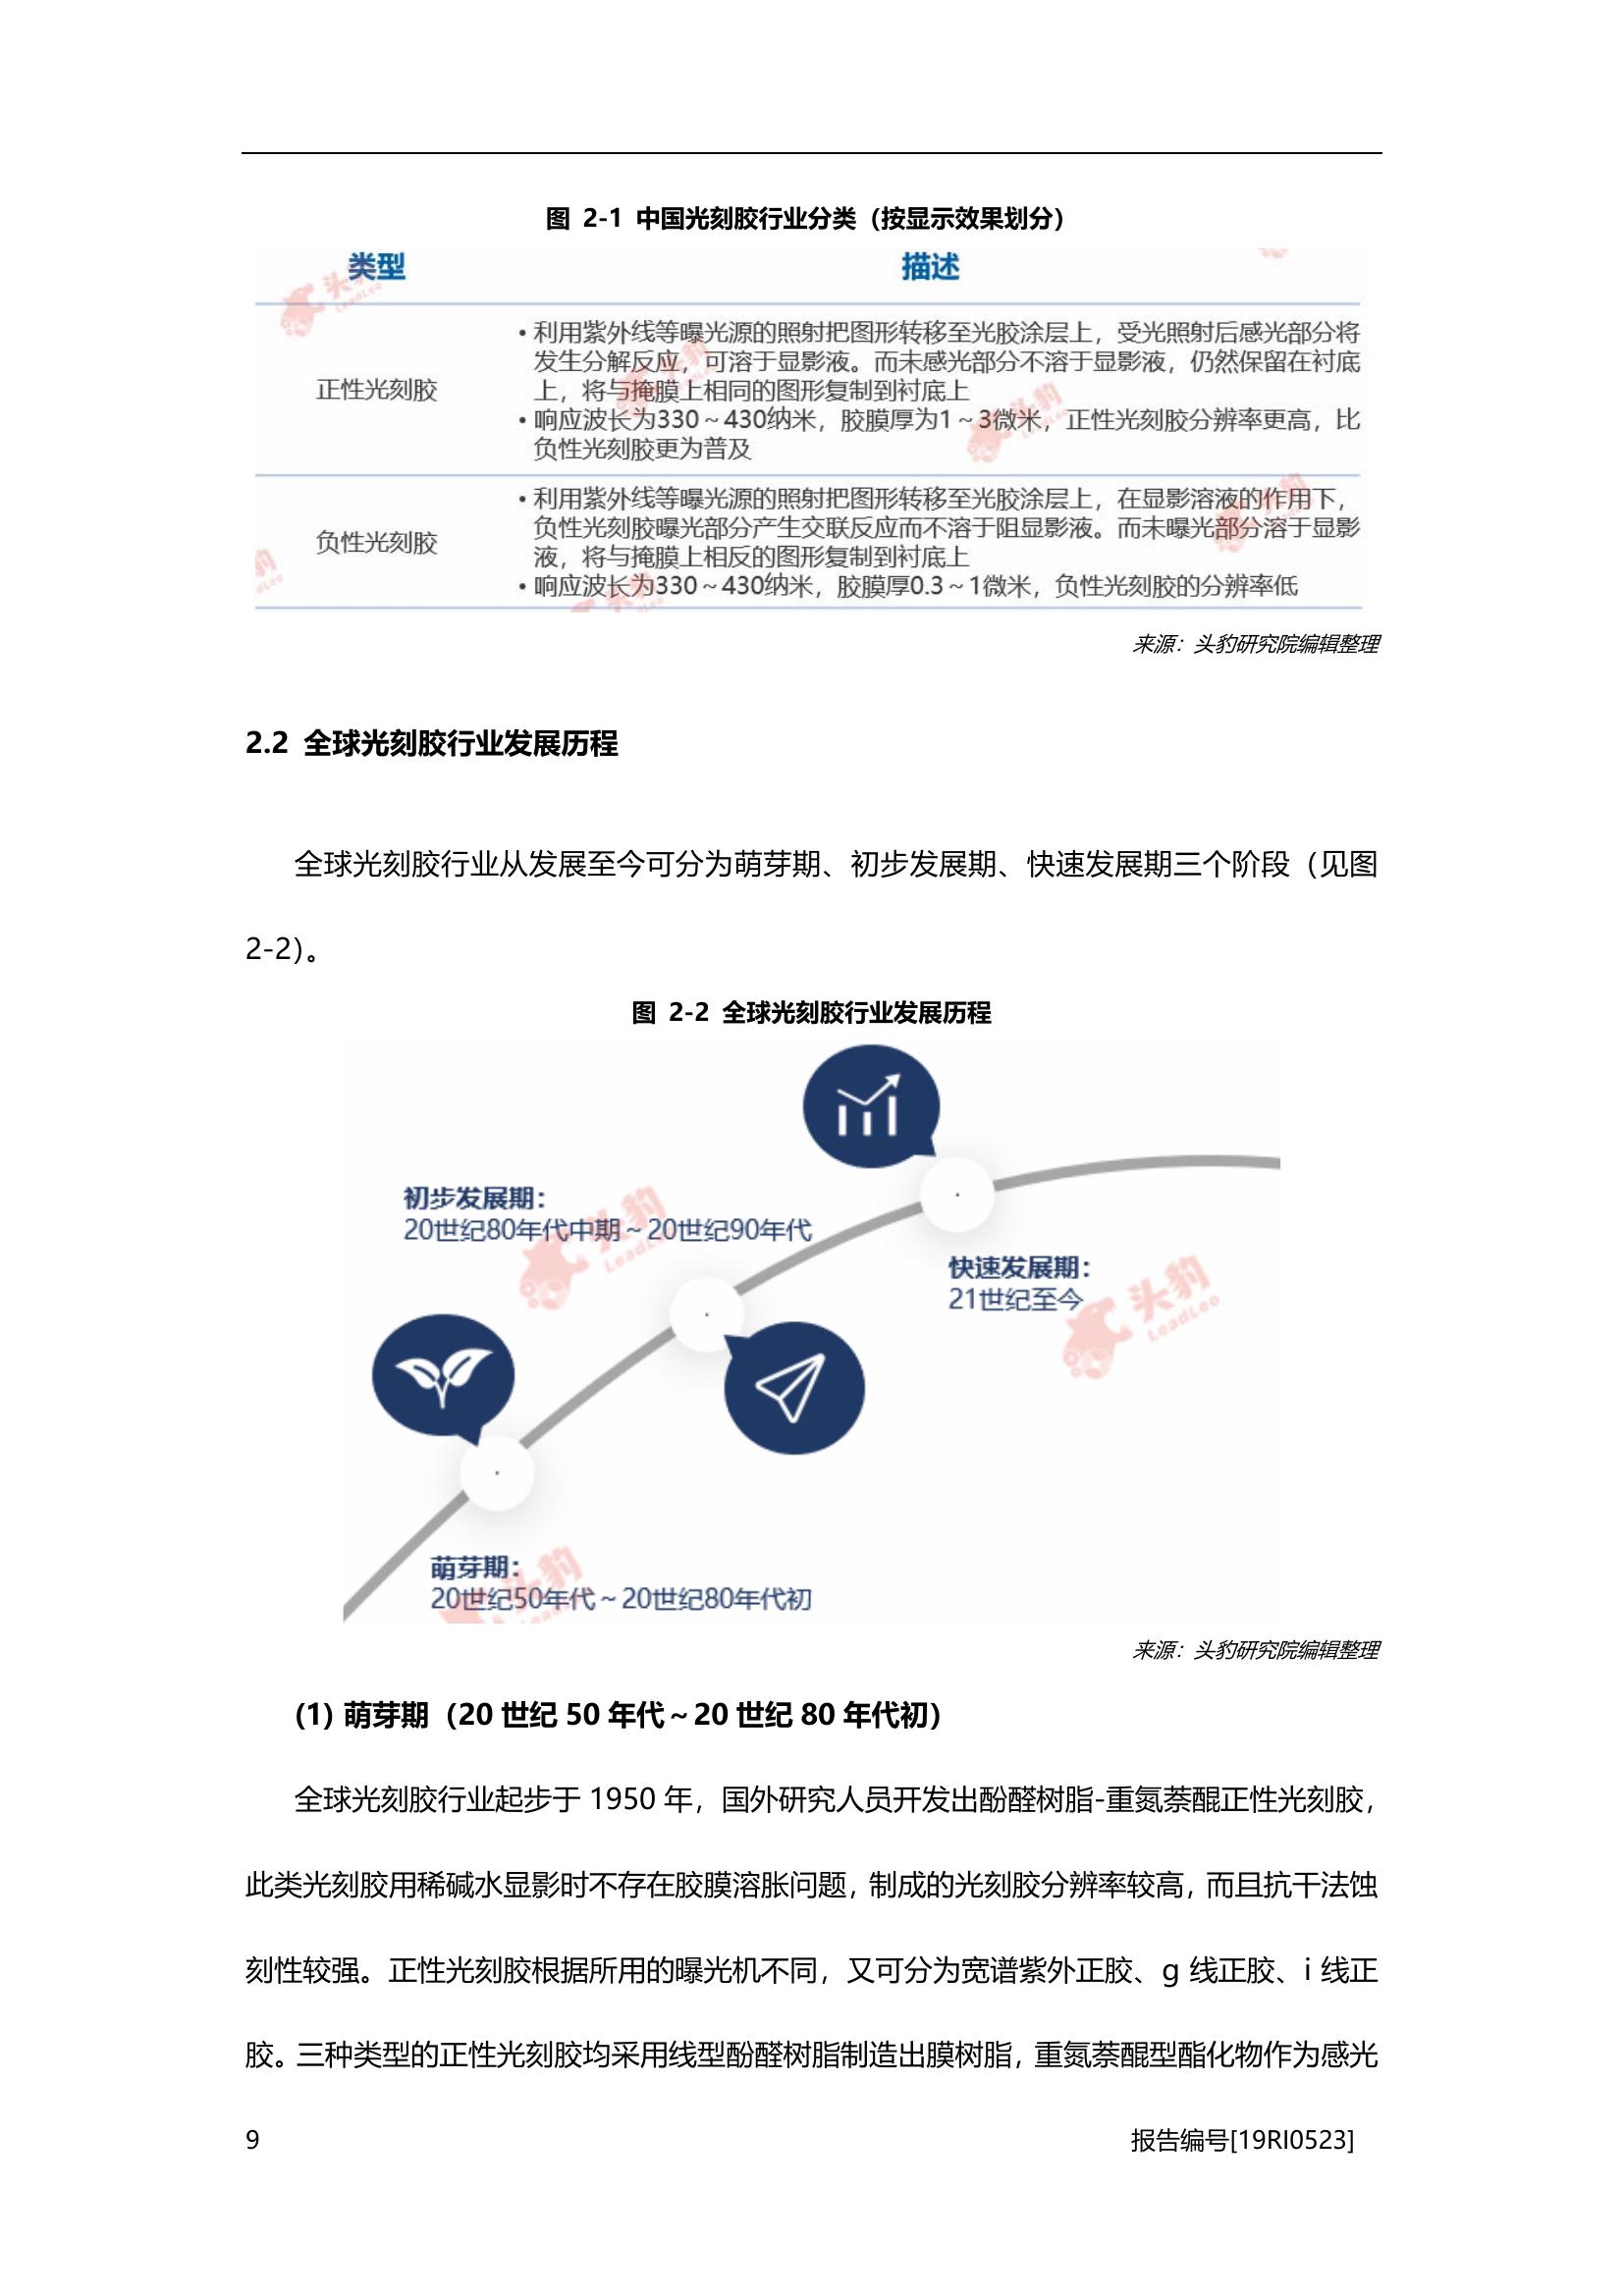 图 2-1 中国光刻胶行业分类（按显示效果划分）
类型 描述
正性光刻胶
• 利用紫外线等曝光源的照射把图形转移至光胶涂层上，受光照射后感光部分将
发生分解反应，可溶于显影液。而未感光部分不溶于显影液，仍然保留在衬底
上，将与掩膜上相同的图形复制到衬底上
• 响应波长为330～430纳米，胶膜厚为1～3微米，正性光刻胶分辨率更高，比
负性光刻胶更为普及
负性光刻胶
• 利用紫外线等曝光源的照射把图形转移至光胶涂层上，在显影溶液的作用下，
负性光刻胶曝光部分产生交联反应而不溶于阻显影液。而未曝光部分溶于显影
液，将与掩膜上相反的图形复制到衬底上
• 响应波长为330～430纳米，胶膜厚0.3～1微米，负性光刻胶的分辨率低
来源：头豹研究院编辑整理
2.2 全球光刻胶行业发展历程
全球光刻胶行业从发展至今可分为萌芽期、初步发展期、快速发展期三个阶段（见图
2-2）。
图 2-2 全球光刻胶行业发展历程
初步发展期：
20世纪80年代中期～20世纪90年代
快速发展期：
21世纪至今
头豹
LeadLeo
头豹
LeadLeo
萌芽期：
20世纪50年代～20世纪80年代初
来源：头豹研究院编辑整理
(1) 萌芽期（20 世纪 50 年代～20 世纪 80 年代初）
全球光刻胶行业起步于 1950 年，国外研究人员开发出酚醛树脂-重氮萘醌正性光刻胶，
此类光刻胶用稀碱水显影时不存在胶膜溶胀问题，制成的光刻胶分辨率较高，而且抗干法蚀
刻性较强。正性光刻胶根据所用的曝光机不同，又可分为宽谱紫外正胶、g 线正胶、i 线正
胶。三种类型的正性光刻胶均采用线型酚醛树脂制造出膜树脂，重氮萘醌型酯化物作为感光
9 报告编号[19RI0523]